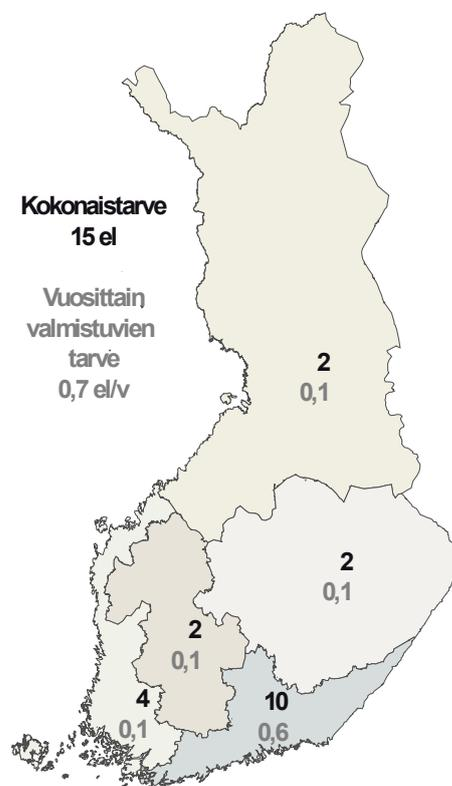 Kokonaistarve
15 el
Vuosittain
valmistuvien
tarve
0,7 el/v
2
0,1
2
0,1
2
0,1
4
0,1
10
0,6